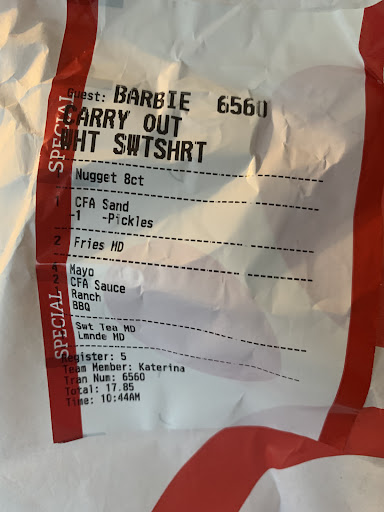 SPECIAL
Guest: BARBIE 6560
CARRY OUT
WHT SWTSHRT
Nugget 8ct
1 CFA Sand
-1 -Pickles
2 Fries MD
4 Mayo
2 CFA Sauce
Ranch
BBQ
Swt Tea MD
Lmnde MD
SPECIAL
Register: 5
Team Member: Katerina
Tran Num: 6560
Total: 17.85
Time: 10:44AM